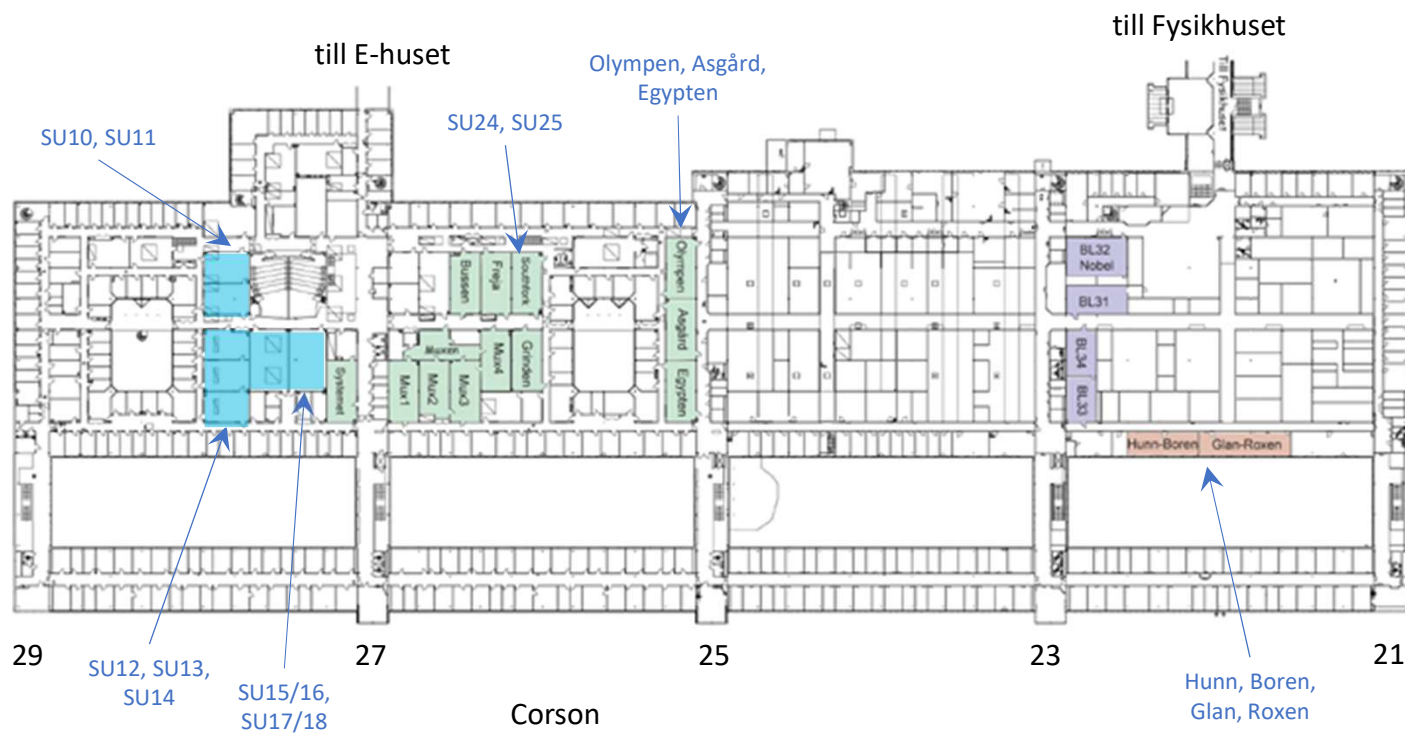 till Fysikhuset
till E-huset
Olympen, Asgård,
Egypten
Till Fysikhuset
SU24, SU25
SU10, SU11
Bussen
Freja
Southfork
Olympen
BL32
Nobel
BL31
Asgård
Muxen
Mux4
Grinden
BL34
Systemet
Mux1
Mux2
Mux3
Egypten
BL33
Hunn-Boren
Glan-Roxen
29
27
25
23
21
SU12, SU13,
SU14
SU15/16,
SU17/18
Hunn, Boren,
Glan, Roxen
Corson